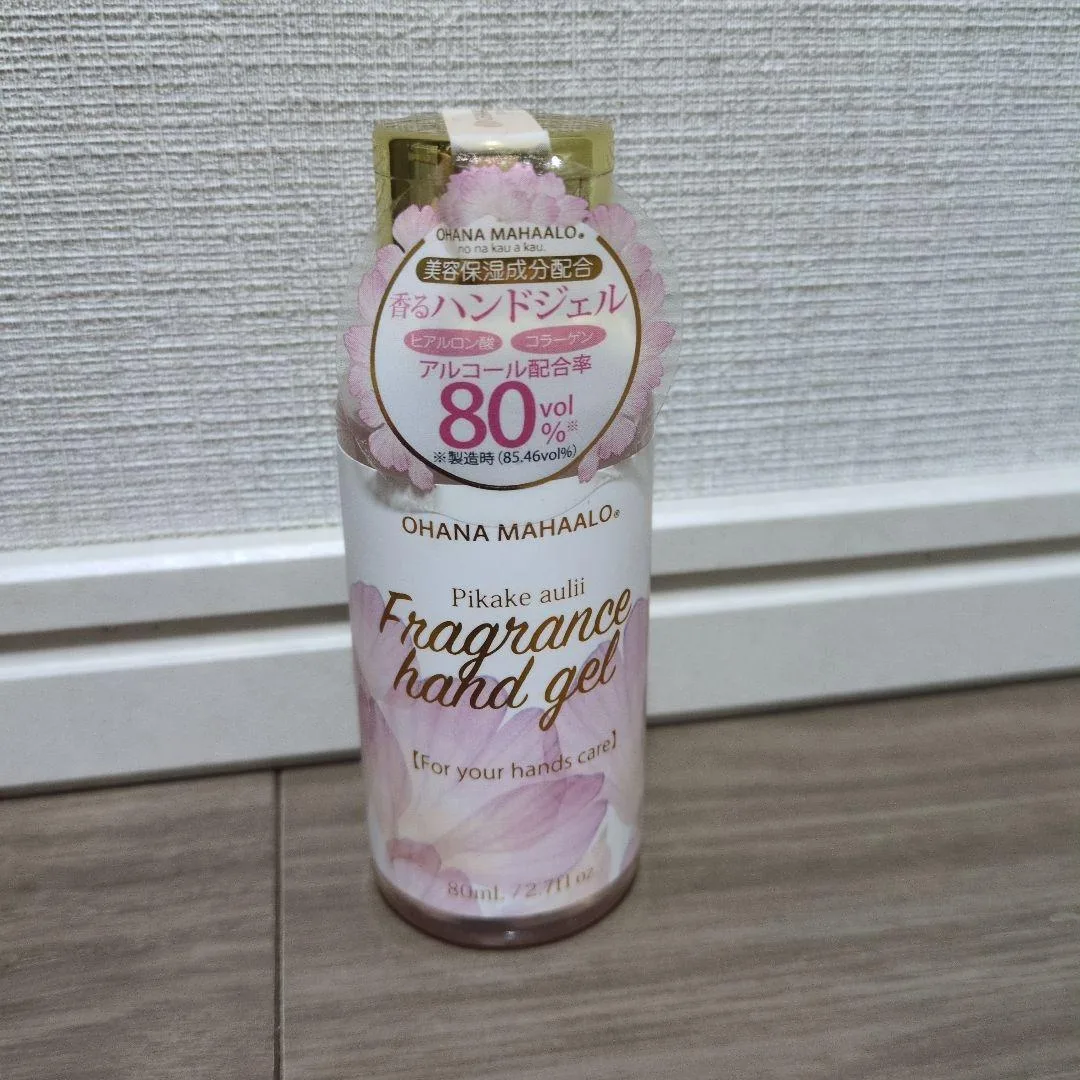 OHANA MAHAALO®
no na kau a kau.
美容保湿成分配合
香るハンドジェル
ヒアルロン酸 コラーゲン
アルコール配合率
80vol%※
※製造時(85.46vol%)
OHANA MAHAALO®
Pikake aulii
Fragrance
hand gel
【For your hands care】
80mL / 2.7fl oz